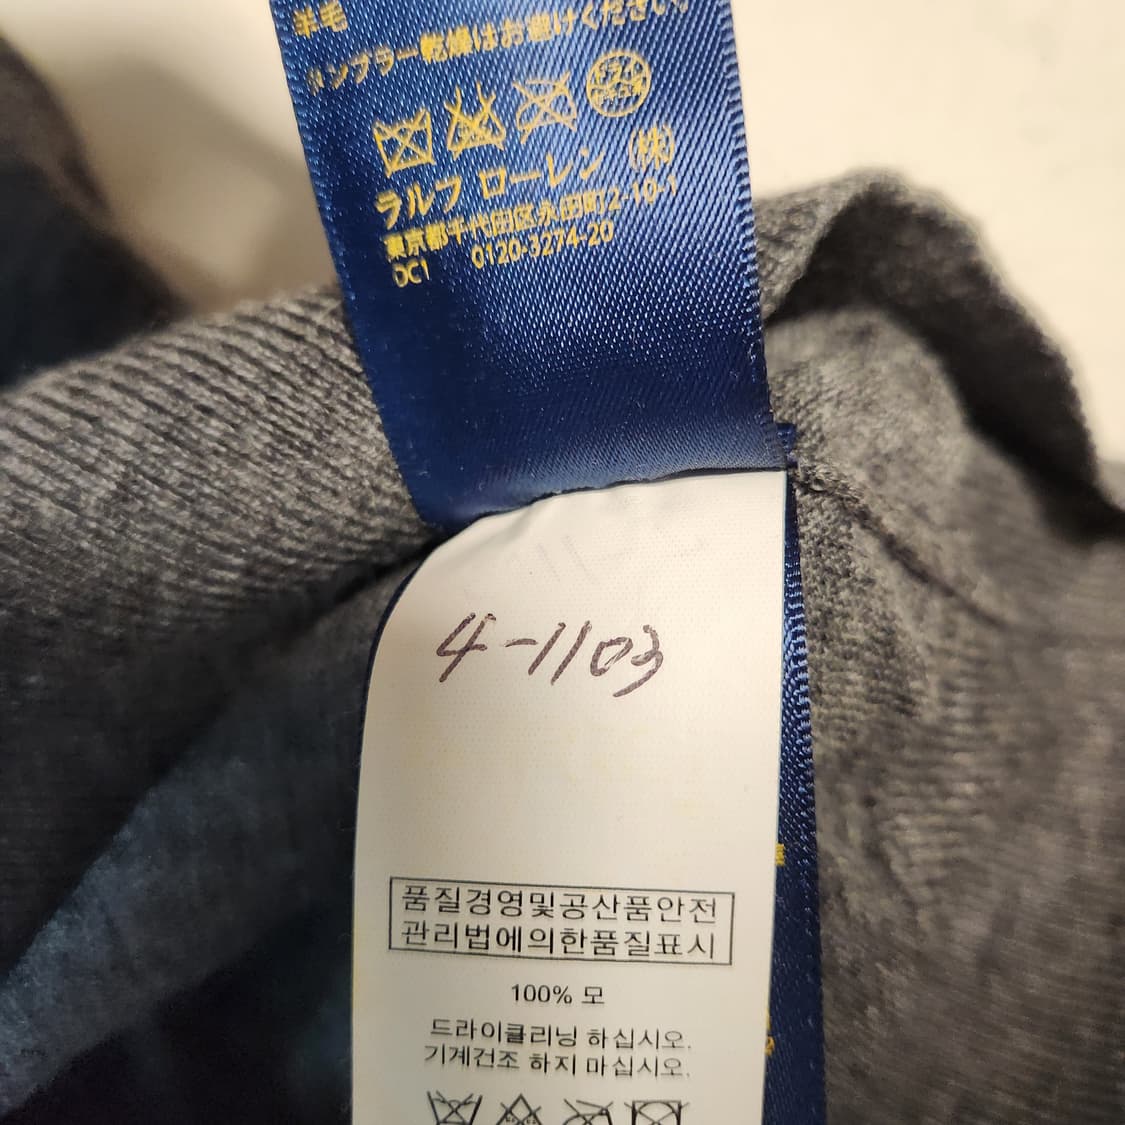 羊毛
タンブラー乾燥はお避けください。
ドライ
ラルフ ローレン (株)
東京都千代田区永田町2-10-1
DC1 0120-3274-20
4-1103
품질경영및공산품안전
관리법에의한품질표시
100% 모
드라이클리닝 하십시오.
기계건조 하지 마십시오.